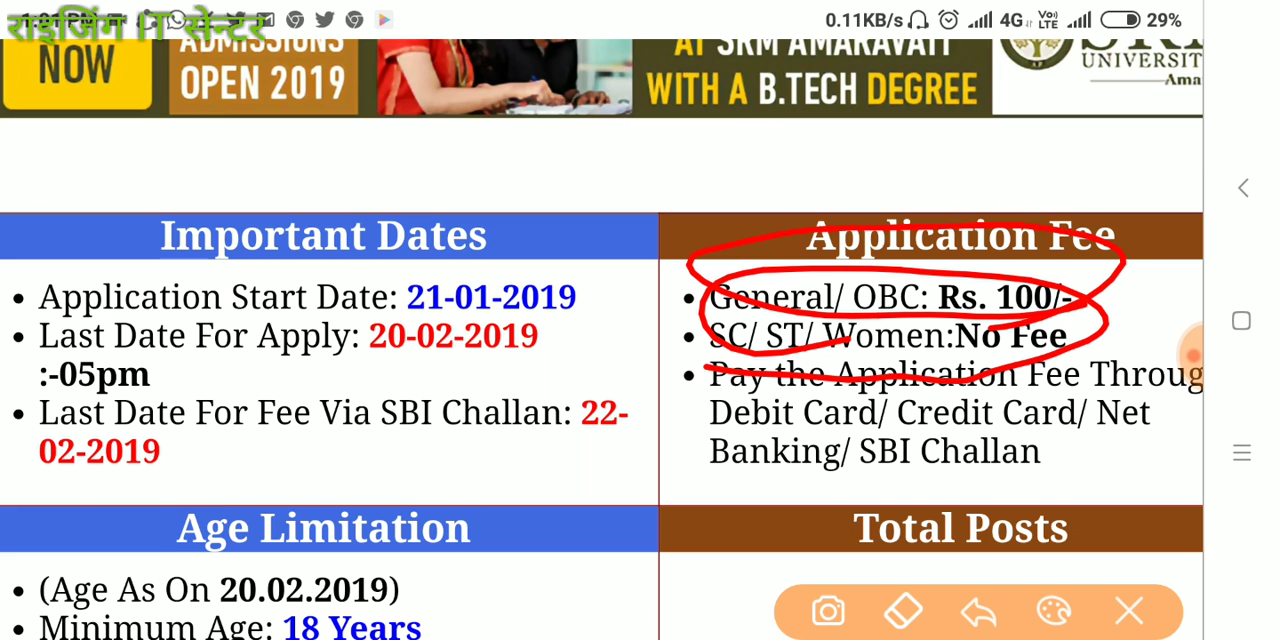 राइजिंग IT सेन्टर
0.11KB/s 4G Vo) LTE 29%
NOW
ADMISSIONS
OPEN 2019
AT SRM AMARAVATI
WITH A B.TECH DEGREE
UNIVERSIT
Ama
Important Dates
• Application Start Date: 21-01-2019
• Last Date For Apply: 20-02-2019
:-05pm
• Last Date For Fee Via SBI Challan: 22-
02-2019
Application Fee
• General/ OBC: Rs. 100/-
• SC/ ST/ Women:No Fee
• Pay the Application Fee Throug
Debit Card/ Credit Card/ Net
Banking/ SBI Challan
Age Limitation
• (Age As On 20.02.2019)
• Minimum Age: 18 Years
Total Posts